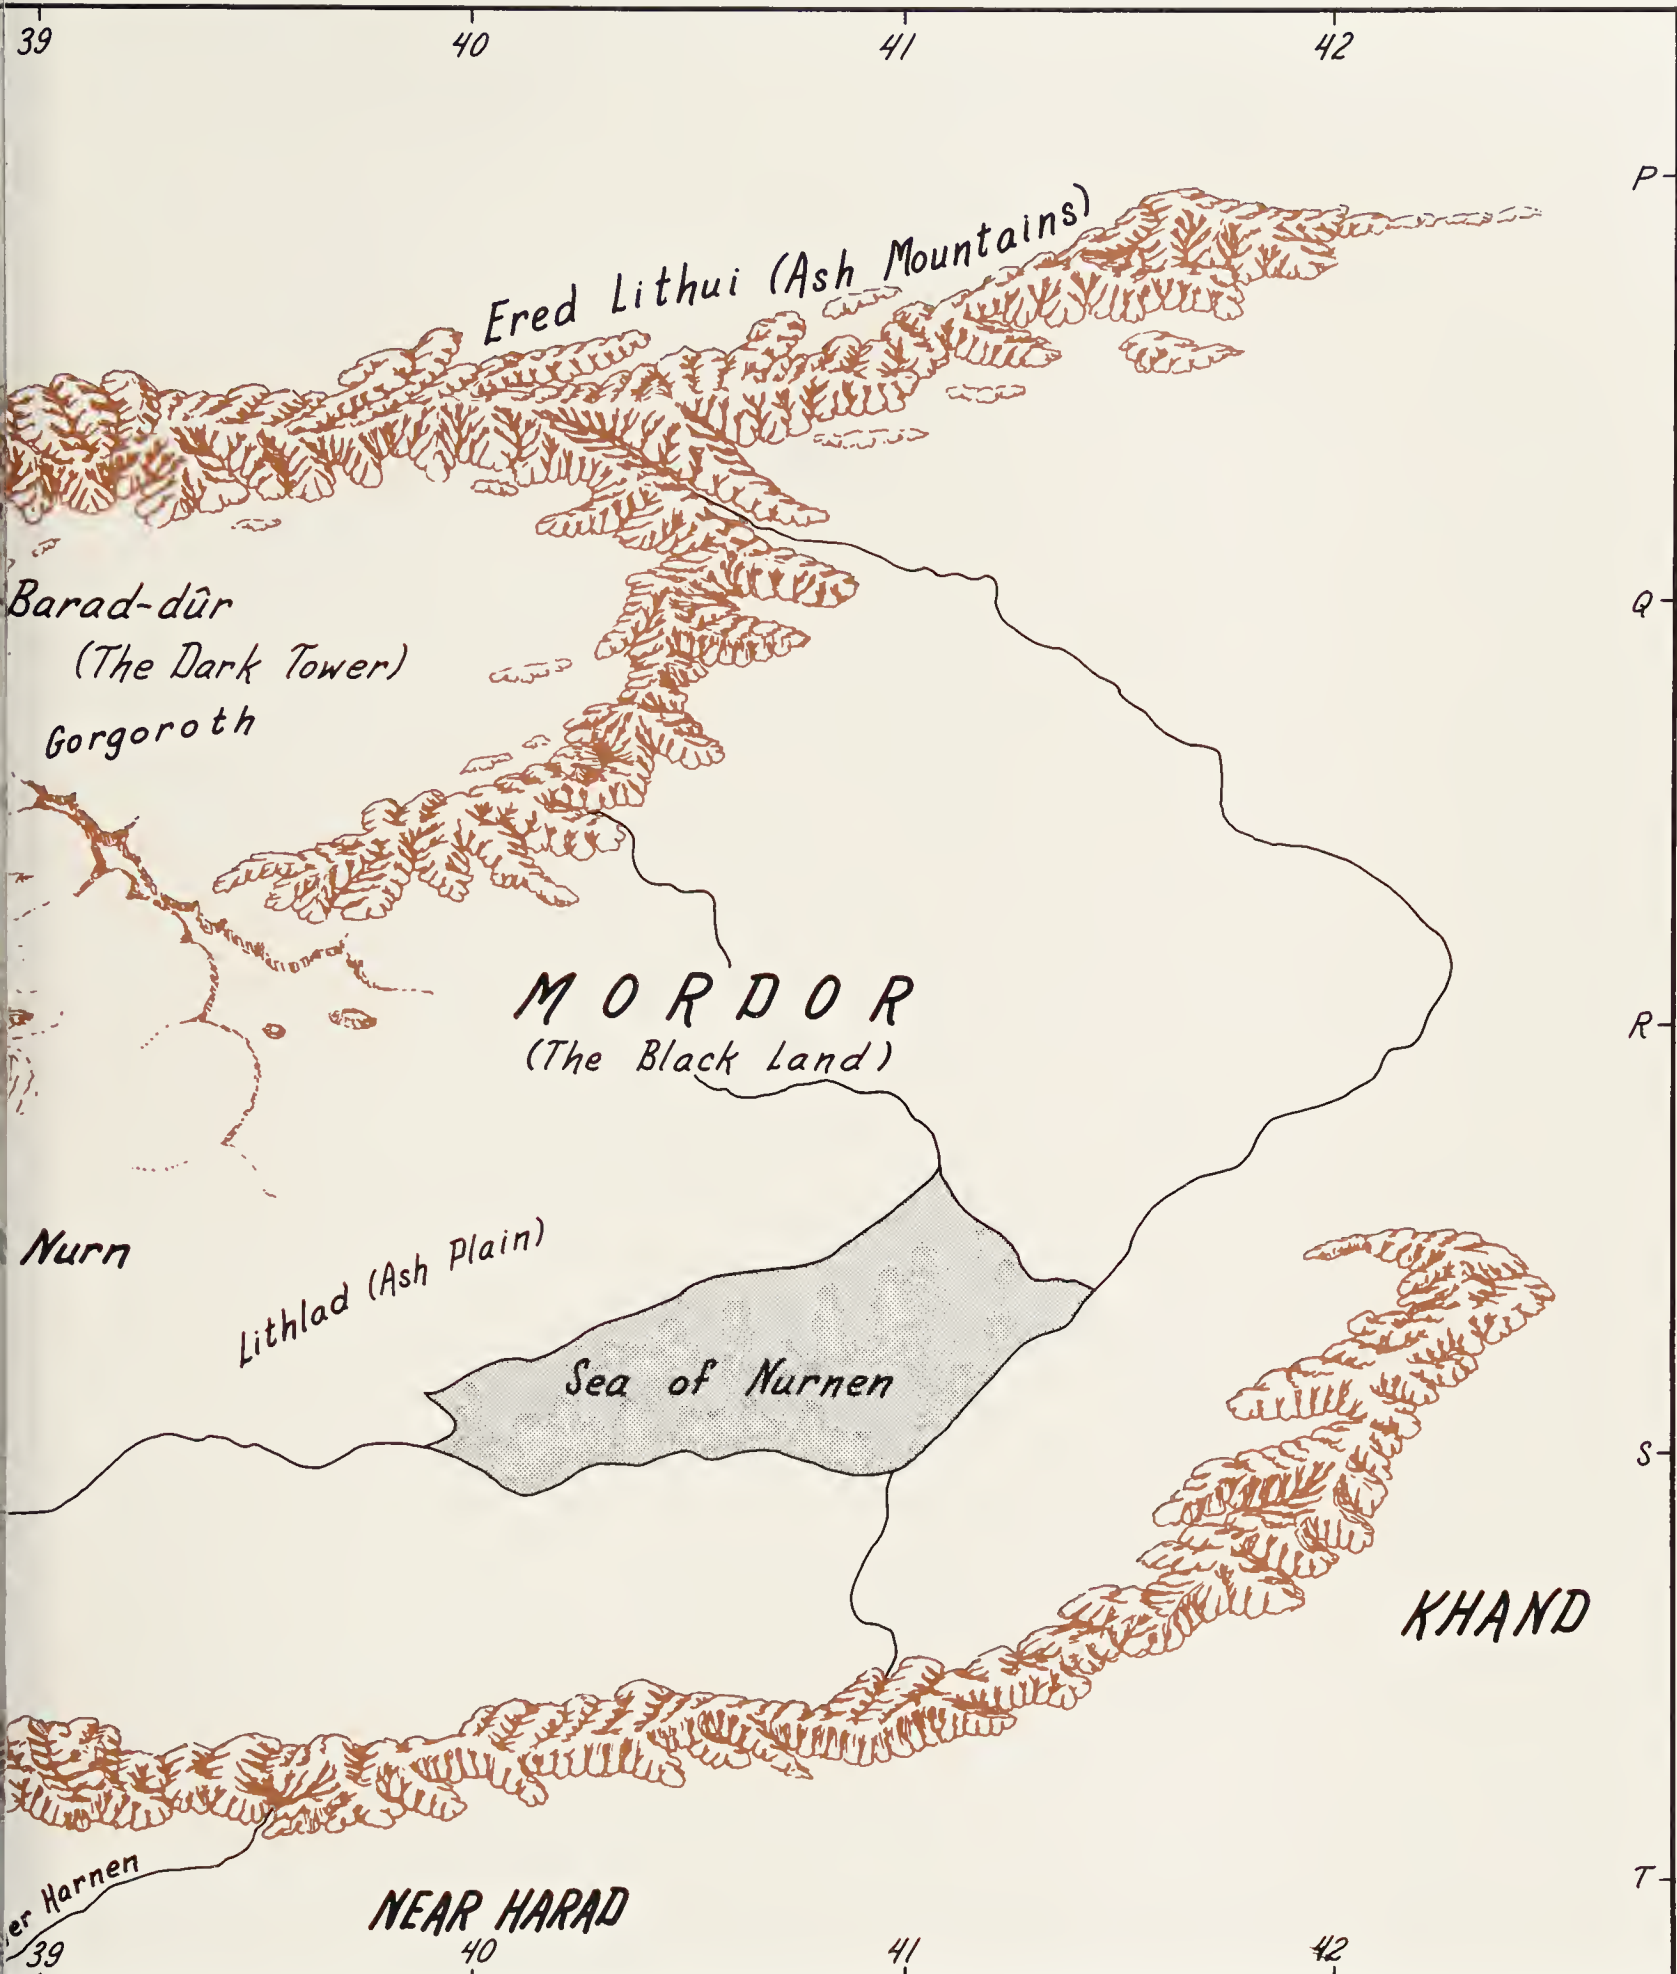 39 40 41 42
P
Ered Lithui (Ash Mountains)
Barad-dûr
Q
(The Dark Tower)
Gorgoroth
MORDOR
R
(The Black Land)
Nurn
Lithlad (Ash Plain)
Sea of Nurnen
S
KHAND
er Harnen
T
NEAR HARAD
39 40 41 42